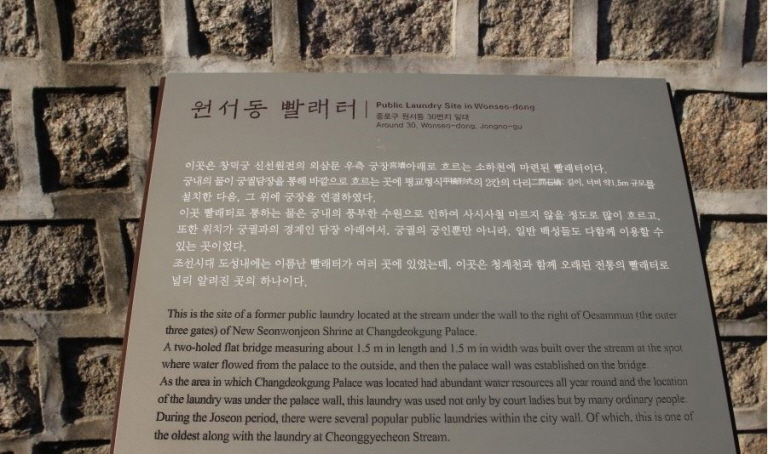 원서동 빨래터
Public Laundry Site in Wonseo-dong
종로구 원서동 30번지 일대
Around 30, Wonseo-dong, Jongno-gu
이곳은 창덕궁 신선원전의 외삼문 우측 궁장宮墻아래로 흐르는 소하천에 마련된 빨래터이다.
궁내의 물이 궁궐담장을 통해 바깥으로 흐르는 곳에 평교형식平橋形式의 2칸의 다리二間石橋; 길이, 너비 약1.5m 규모를
설치한 다음, 그 위에 궁장을 연결하였다.
이곳 빨래터로 통하는 물은 궁내의 풍부한 수원으로 인하여 사시사철 마르지 않을 정도로 많이 흐르고,
또한 위치가 궁궐과의 경계인 담장 아래여서, 궁궐의 궁인뿐만 아니라, 일반 백성들도 다함께 이용할 수
있는 곳이었다.
조선시대 도성내에는 이름난 빨래터가 여러 곳에 있었는데, 이곳은 청계천과 함께 오래된 전통의 빨래터로
널리 알려진 곳의 하나이다.
This is the site of a former public laundry located at the stream under the wall to the right of Oesammun (the outer
three gates) of New Seonwonjeon Shrine at Changdeokgung Palace.
A two-holed flat bridge measuring about 1.5 m in length and 1.5 m in width was built over the stream at the spot
where water flowed from the palace to the outside, and then the palace wall was established on the bridge.
As the area in which Changdeokgung Palace was located had abundant water resources all year round and the location
of the laundry was under the palace wall, this laundry was used not only by court ladies but by many ordinary people.
During the Joseon period, there were several popular public laundries within the city wall. Of which, this is one of
the oldest along with the laundry at Cheonggyecheon Stream.